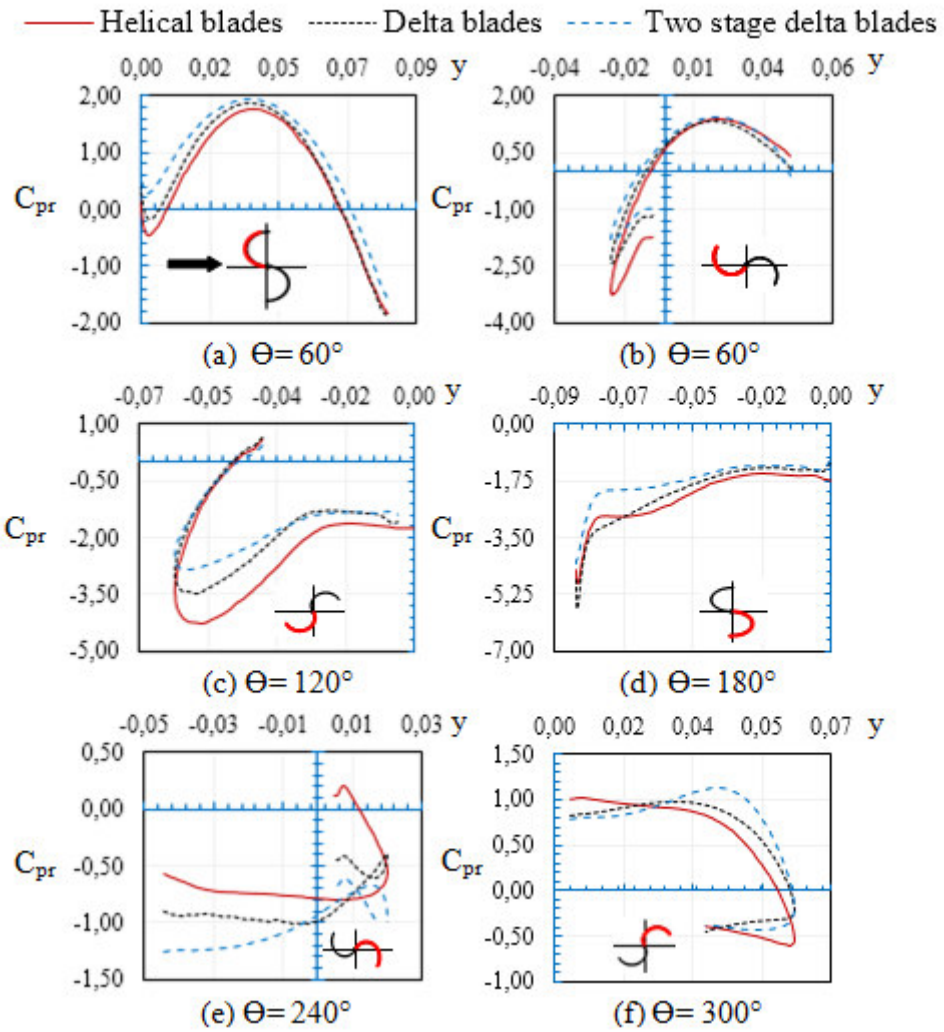 Helical blades Delta blades Two stage delta blades
0,00 0,02 0,05 0,07 0,09 y
2,00
1,00
0,00
-1,00
-2,00
Cpr
(a) Ө= 60°
-0,04 -0,02 0,01 0,04 0,06 y
2,00
0,50
-1,00
-2,50
-4,00
Cpr
(b) Ө= 60°
-0,07 -0,05 -0,04 -0,02 0,00 y
1,00
-0,50
-2,00
-3,50
-5,00
Cpr
(c) Ө= 120°
-0,09 -0,07 -0,05 -0,02 0,00 y
0,00
-1,75
-3,50
-5,25
-7,00
Cpr
(d) Ө= 180°
-0,05 -0,03 -0,01 0,01 0,03 y
0,50
0,00
-0,50
-1,00
-1,50
Cpr
(e) Ө= 240°
0,00 0,02 0,04 0,05 0,07 y
1,50
1,00
0,50
0,00
-0,50
-1,00
Cpr
(f) Ө= 300°